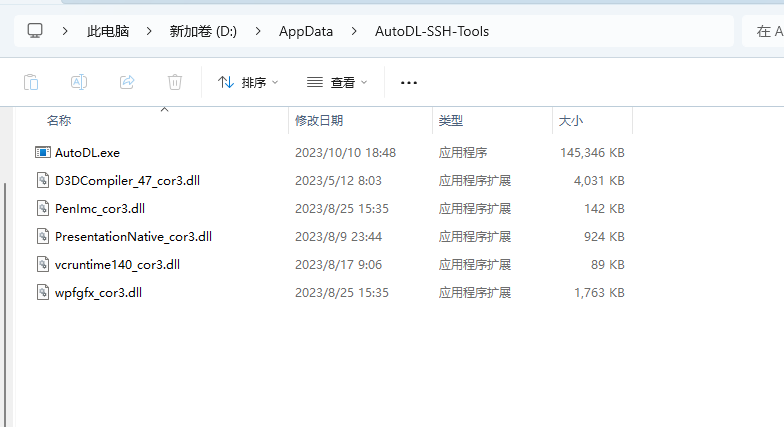 此电脑 新加卷 (D:) AppData AutoDL-SSH-Tools 在 A
排序 查看
名称 修改日期 类型 大小
AutoDL.exe 2023/10/10 18:48 应用程序 145,346 KB
D3DCompiler_47_cor3.dll 2023/5/12 8:03 应用程序扩展 4,031 KB
PenImc_cor3.dll 2023/8/25 15:35 应用程序扩展 142 KB
PresentationNative_cor3.dll 2023/8/9 23:44 应用程序扩展 924 KB
vcruntime140_cor3.dll 2023/8/17 9:06 应用程序扩展 89 KB
wpfgfx_cor3.dll 2023/8/25 15:35 应用程序扩展 1,763 KB